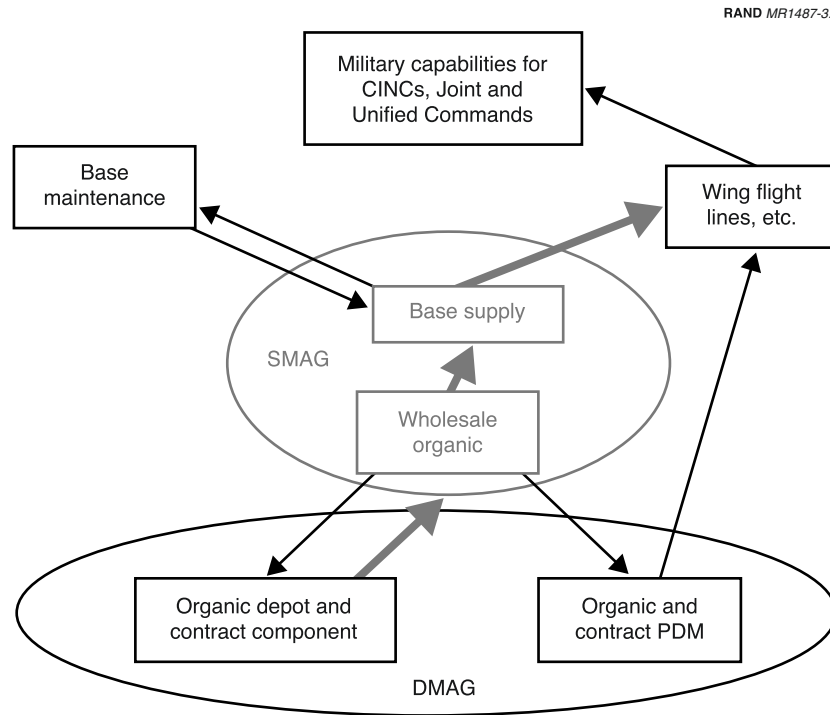 RAND MR1487-3.
Military capabilities for
CINCs, Joint and
Unified Commands
Base
maintenance
Wing flight
lines, etc.
Base supply
SMAG
Wholesale
organic
Organic depot and
contract component
Organic and
contract PDM
DMAG